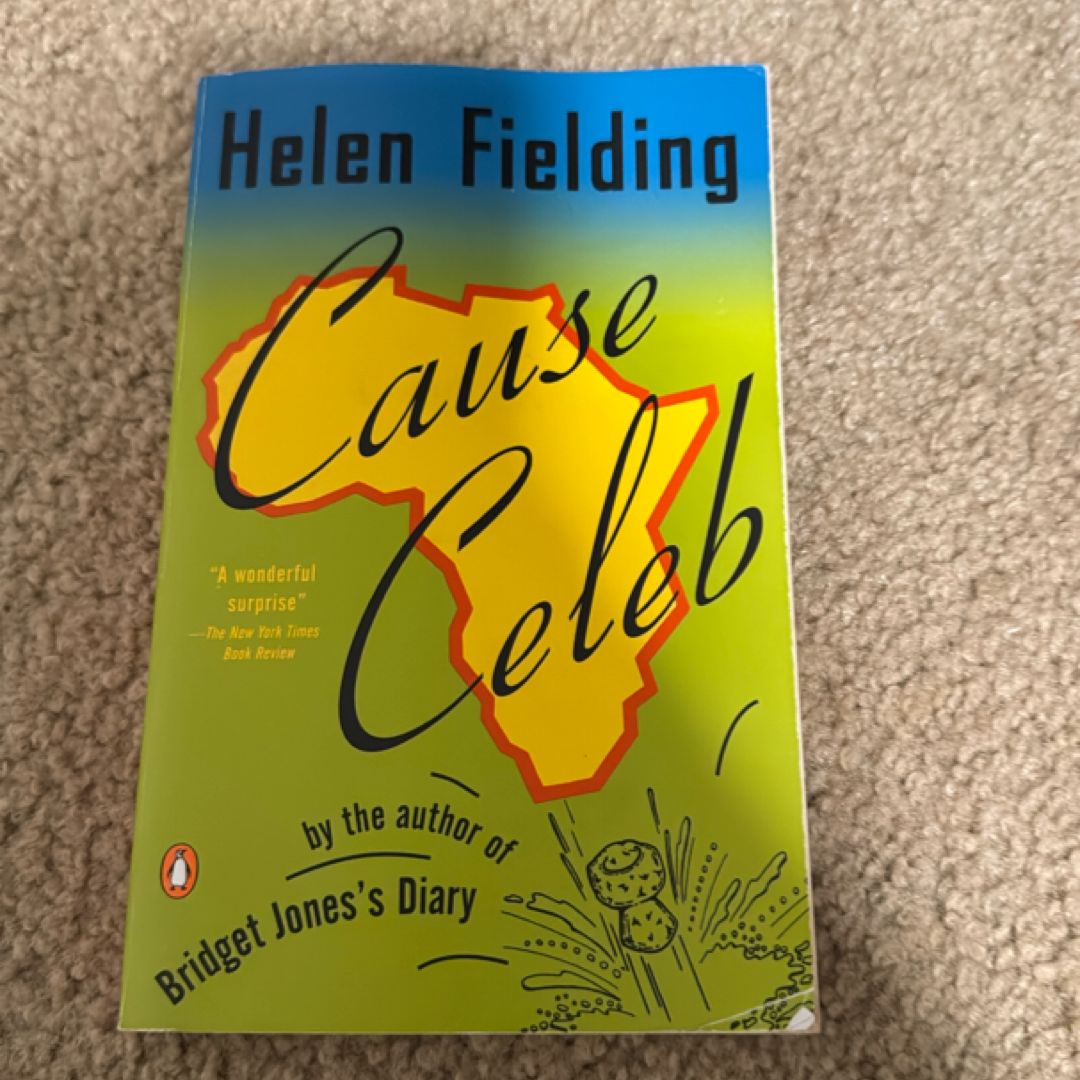 Helen Fielding
Cause
Celeb
“A wonderful
surprise”
—The New York Times
Book Review
by the author of
Bridget Jones's Diary